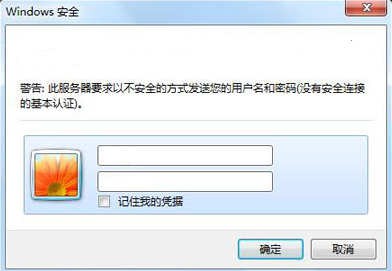 Windows 安全
警告: 此服务器要求以不安全的方式发送您的用户名和密码(没有安全连接
的基本认证)。
记住我的凭据
确定
取消